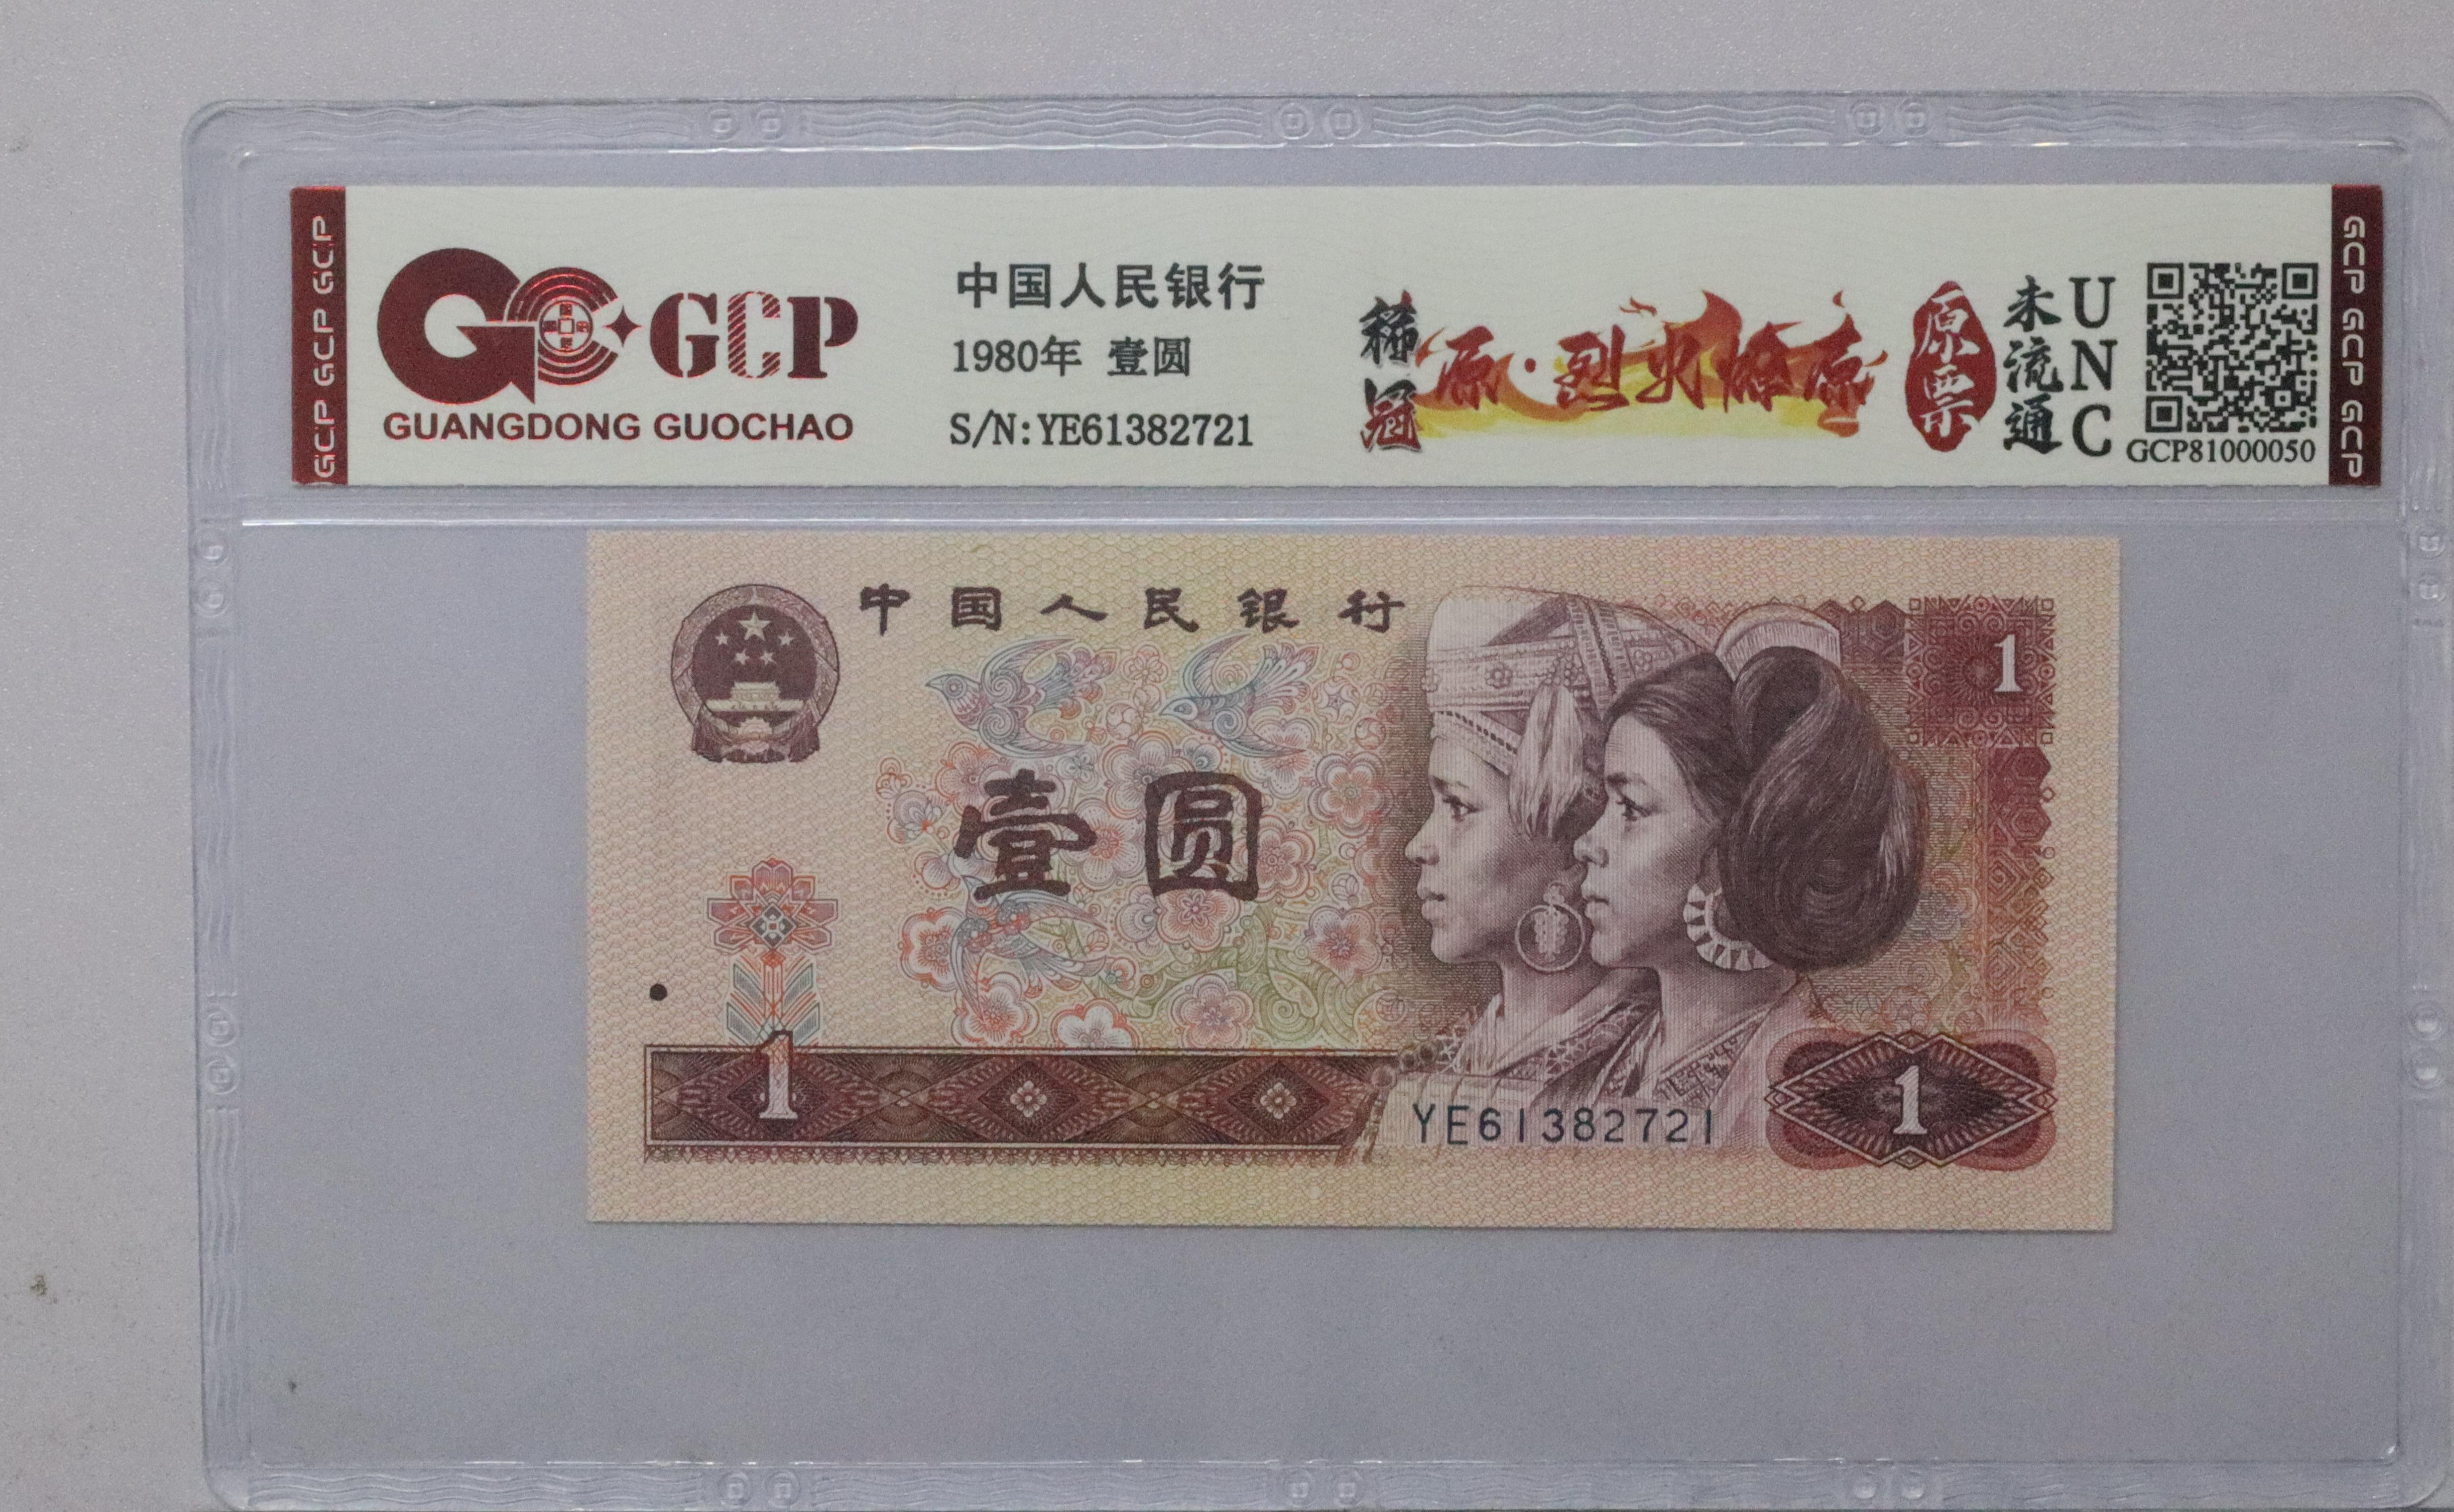 GCP GCP GCP
GCP
GUANGDONG GUOCHAO
中国人民银行
1980年 壹圆
S/N:YE61382721
稀冠
原·烈火燎原
原票
未流通
UNC
GCP81000050
GCP GCP GCP
中国人民银行
1
壹圆
1
YE61382721
1